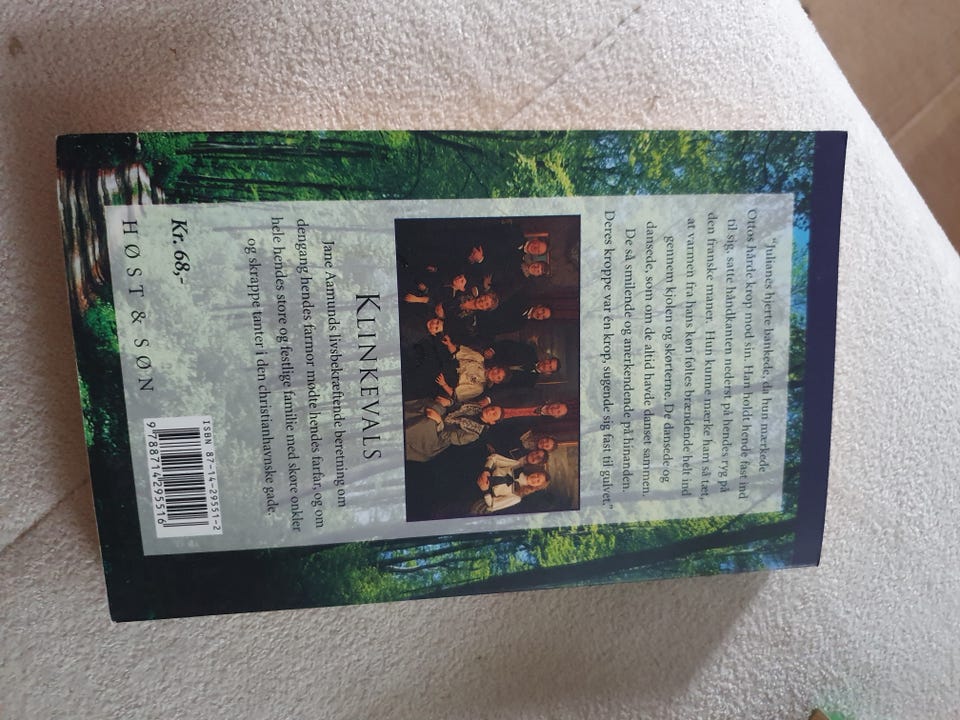 "Julianes hjerte bankede, da hun mærkede
Ottos hårde krop mod sin. Han holdt hende fast ind
til sig, satte håndkanten nederst på hendes ryg på
den franske maner. Hun kunne mærke ham så tæt,
at varmen fra hans køn føltes brændende helt ind
gennem kjolen og skørterne. De dansede og
dansede, som om de altid havde danset sammen.
De så smilende og anerkendende på hinanden.
Deres kroppe var én krop, sugende sig fast til gulvet."
KLINKEVALS
Jane Aamunds livsbekræftende beretning om
dengang hendes farmor mødte hendes farfar, og om
hele hendes store og festlige familie med skøre onkler
og skrappe tanter i den christianhavnske gade.
Kr. 68,-
HØST & SØN
ISBN 87-14-29551-2
9788714295516